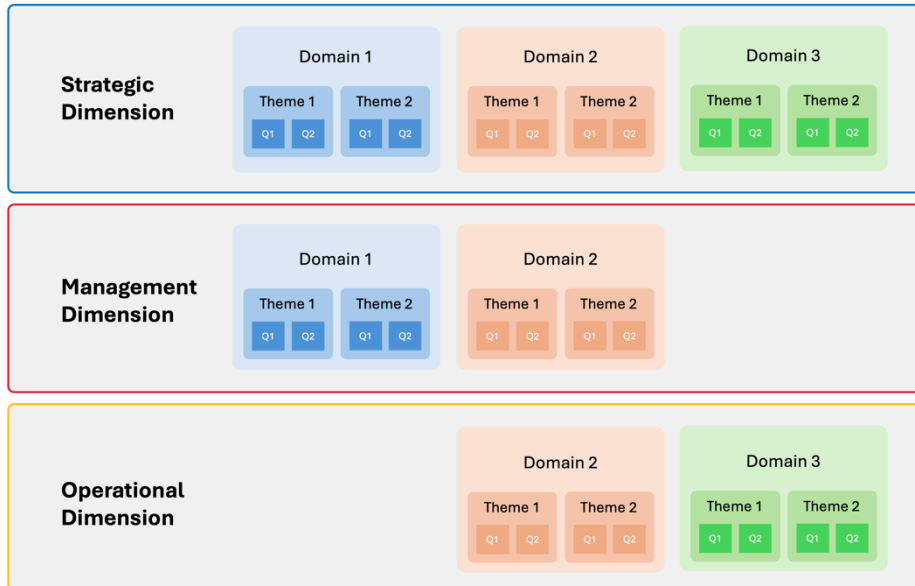 Strategic
Dimension
Domain 1
Theme 1
Q1 Q2
Theme 2
Q1 Q2
Domain 2
Theme 1
Q1 Q2
Theme 2
Q1 Q2
Domain 3
Theme 1
Q1 Q2
Theme 2
Q1 Q2
Management
Dimension
Domain 1
Theme 1
Q1 Q2
Theme 2
Q1 Q2
Domain 2
Theme 1
Q1 Q2
Theme 2
Q1 Q2
Operational
Dimension
Domain 2
Theme 1
Q1 Q2
Theme 2
Q1 Q2
Domain 3
Theme 1
Q1 Q2
Theme 2
Q1 Q2